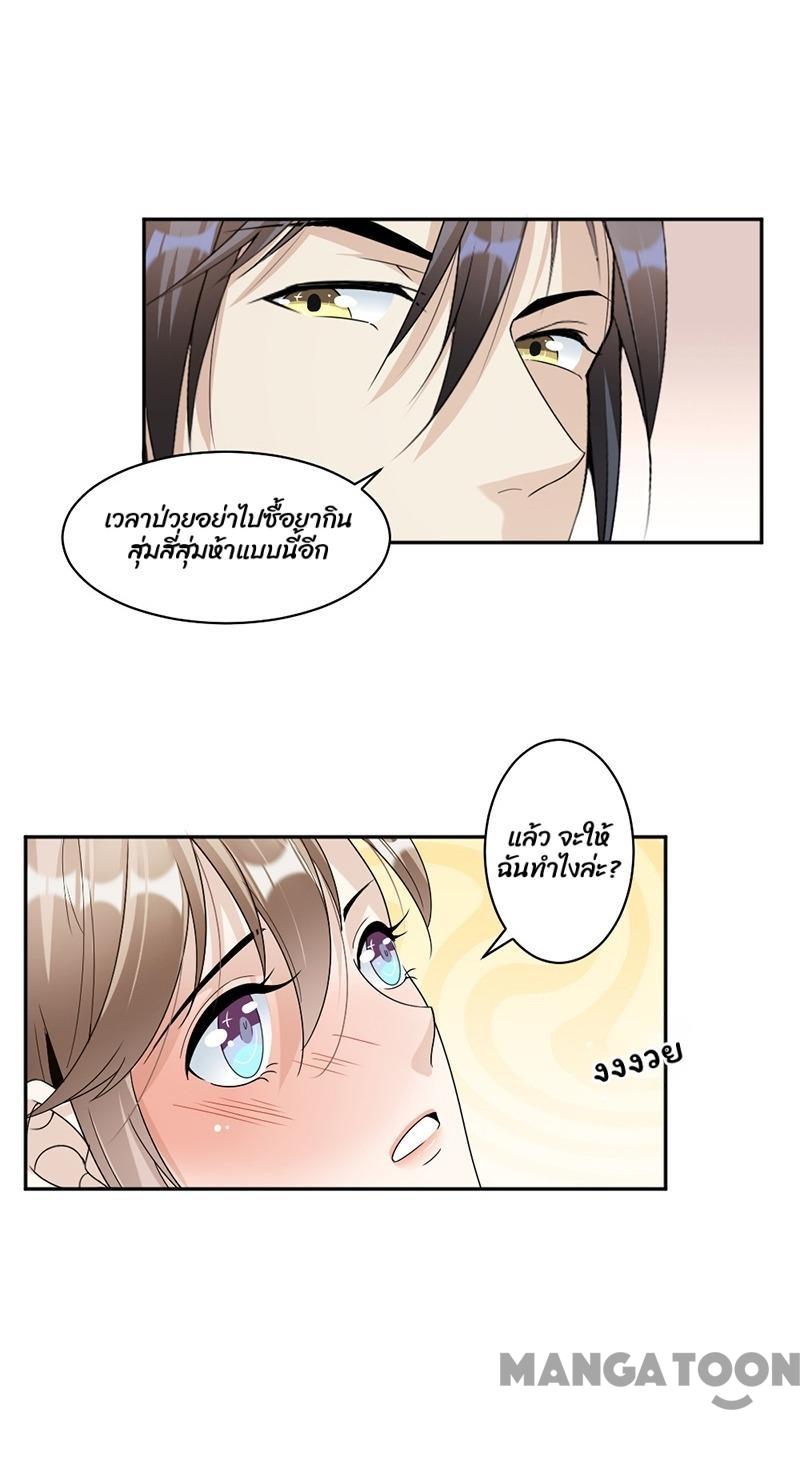 เวลาป่วยอย่าไปซื้อยากิน
สุ่มสี่สุ่มห้าแบบนี้อีก
แล้ว จะให้
ฉันทำไงล่ะ?
งงงวย
MANGATOON